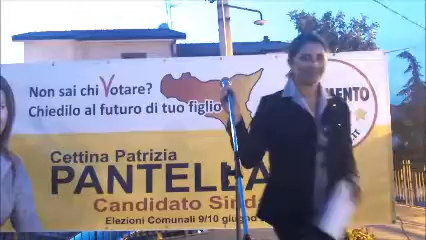 Non sai chi Votare?
Chiedilo al futuro di tuo figlio
MENTO
.IT
Cettina Patrizia
PANTELLA
Candidato Sind
Elezioni Comunali 9/10 giugno